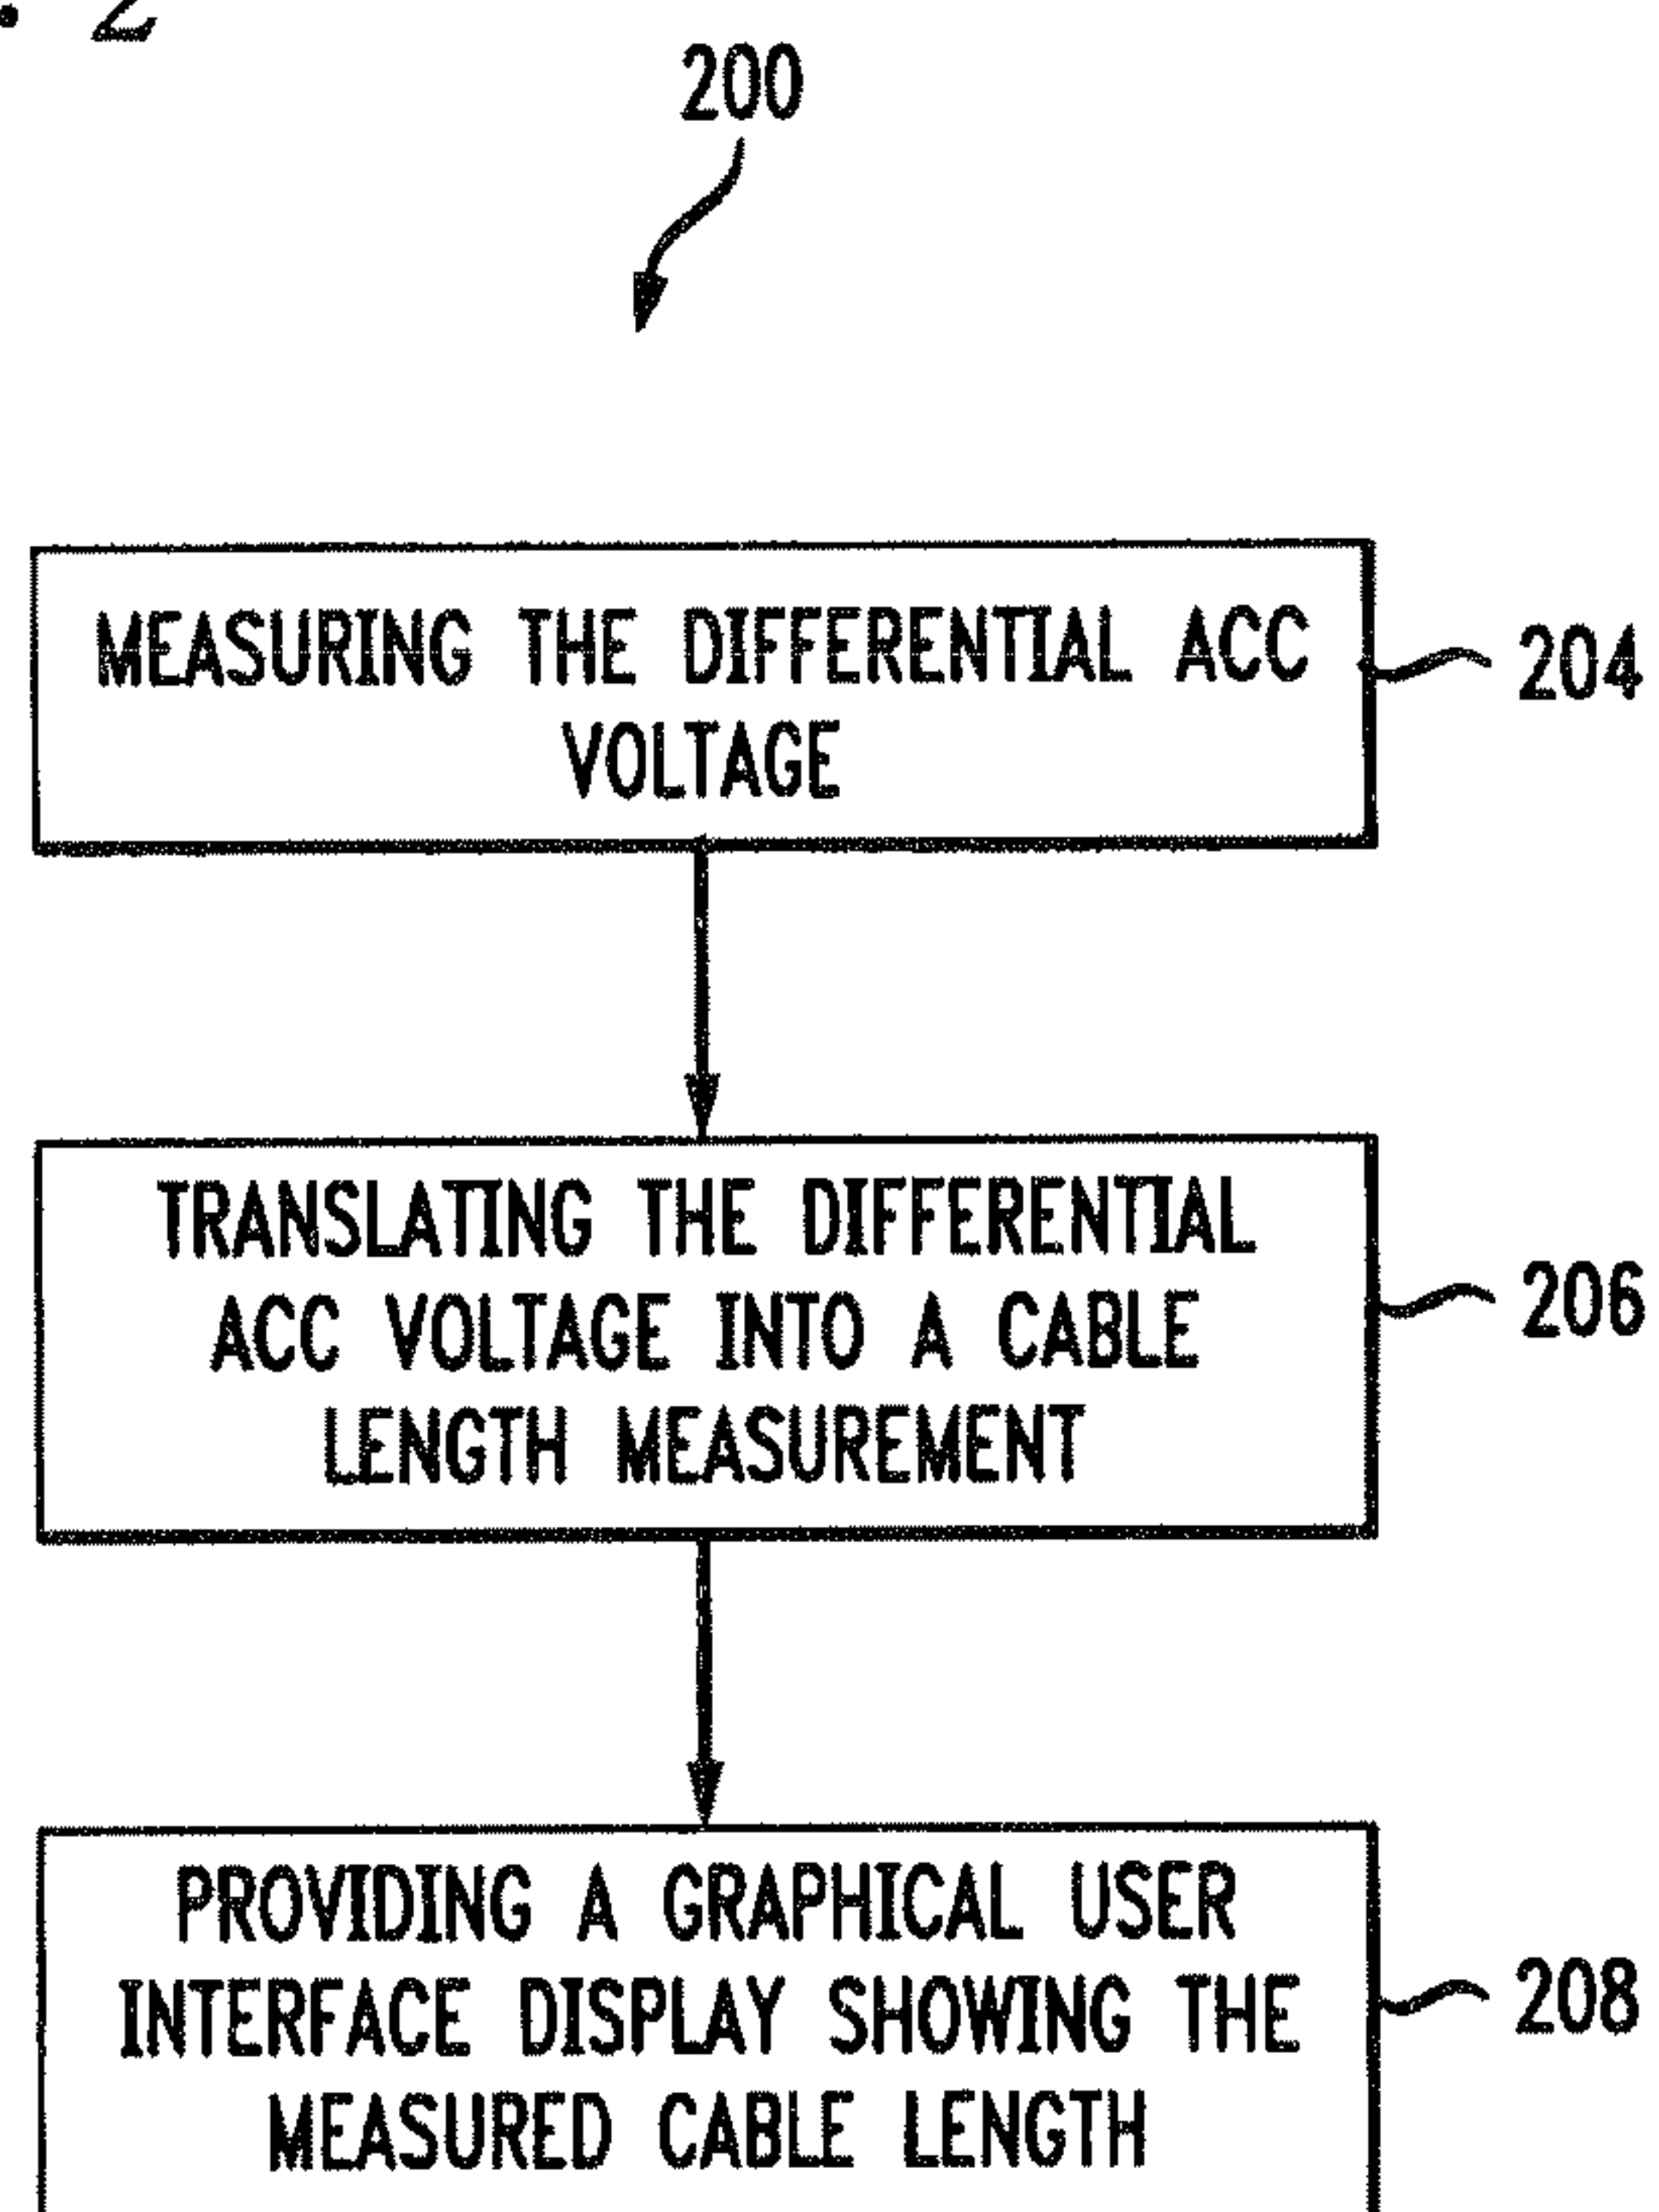 . 2
200
MEASURING THE DIFFERENTIAL ACC
VOLTAGE
204
TRANSLATING THE DIFFERENTIAL
ACC VOLTAGE INTO A CABLE
LENGTH MEASUREMENT
206
PROVIDING A GRAPHICAL USER
INTERFACE DISPLAY SHOWING THE
MEASURED CABLE LENGTH
208